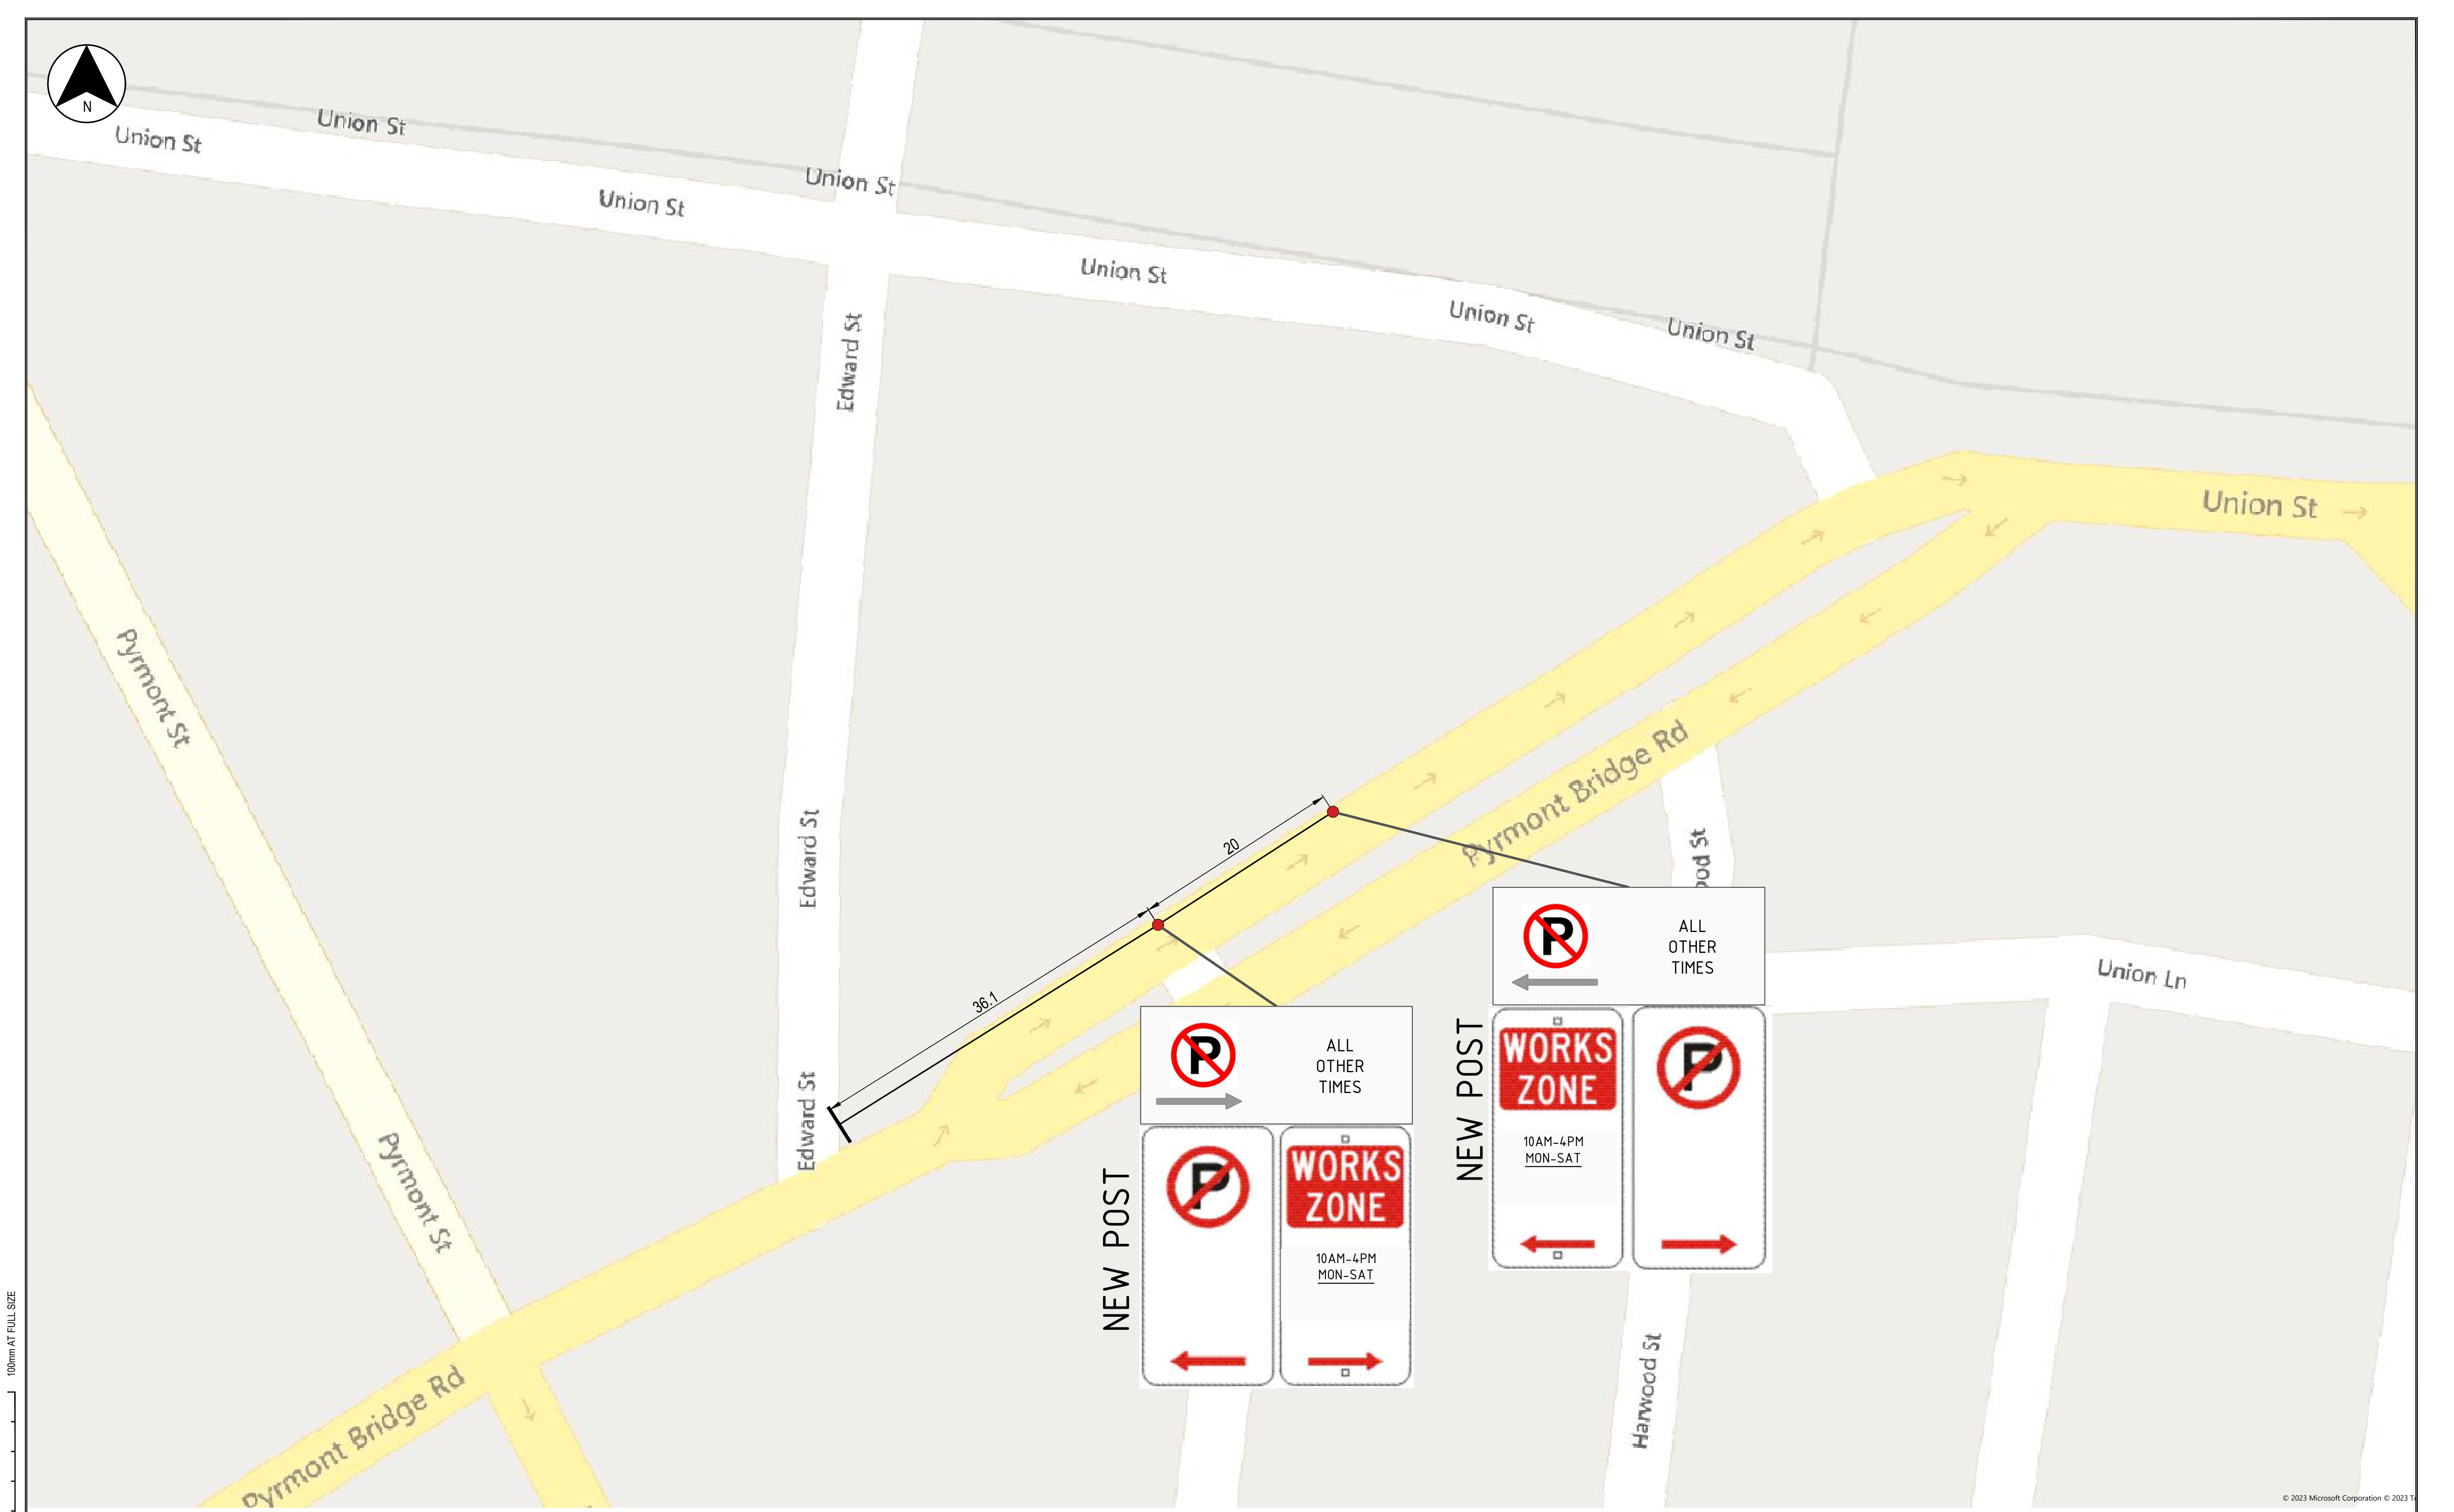 N
Union St
Union St
Union St
Union St
Union St
Union St
Union St
Edward St
Union St
Pyrmont St
Pyrmont Bridge Rd
Edward St
20
36.1
ALL
OTHER
TIMES
P
Union Ln
NEW POST
WORKS
ZONE
P
10AM-4PM
MON-SAT
ALL
OTHER
TIMES
P
Edward St
NEW POST
P
WORKS
ZONE
10AM-4PM
MON-SAT
Pyrmont St
Harwood St
Pyrmont Bridge Rd
100mm AT FULL SIZE
© 2023 Microsoft Corporation © 2023